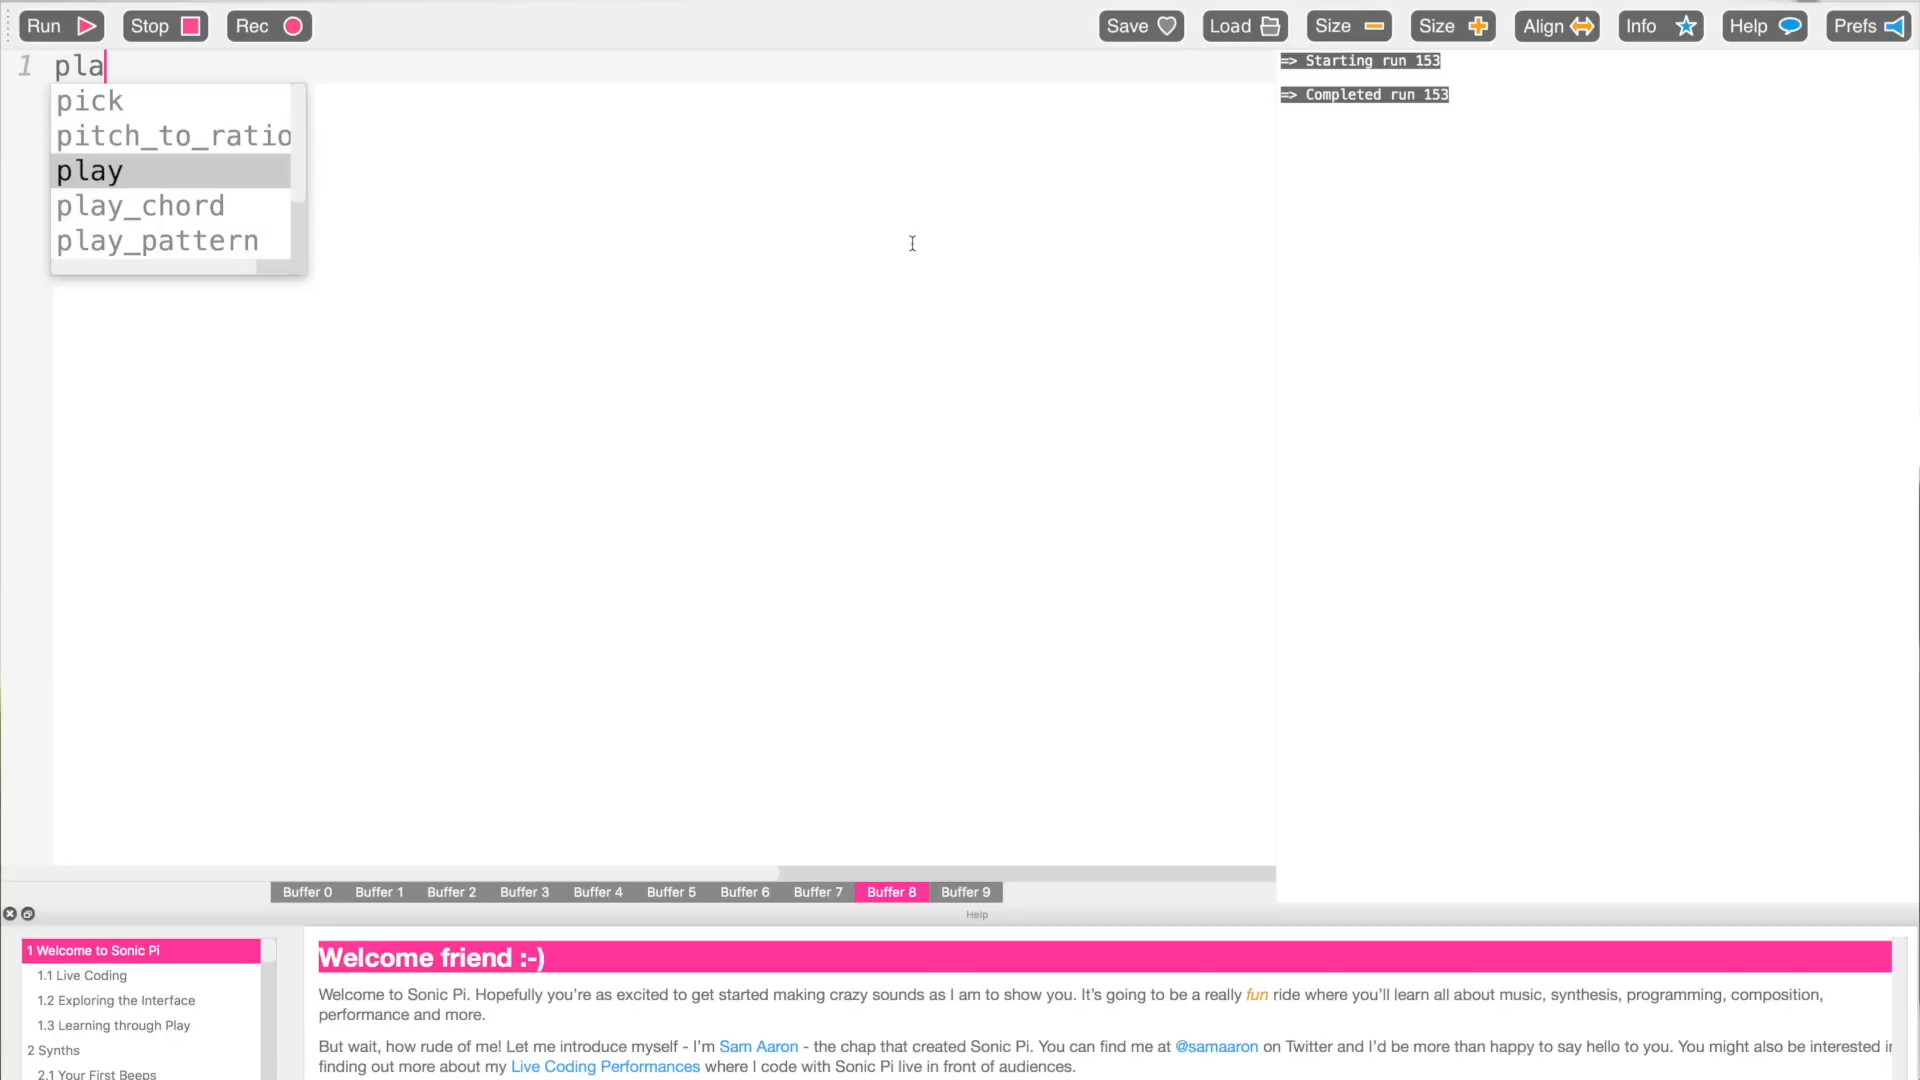 Run Stop Rec Save Load Size Size Align Info Help Prefs
1 pla
pick
pitch_to_ratio
play
play_chord
play_pattern
=> Starting run 153
=> Completed run 153
Buffer 0 Buffer 1 Buffer 2 Buffer 3 Buffer 4 Buffer 5 Buffer 6 Buffer 7 Buffer 8 Buffer 9
Help
1 Welcome to Sonic Pi
1.1 Live Coding
1.2 Exploring the Interface
1.3 Learning through Play
2 Synths
2.1 Your First Beeps
Welcome friend :-)
Welcome to Sonic Pi. Hopefully you're as excited to get started making crazy sounds as I am to show you. It's going to be a really fun ride where you'll learn all about music, synthesis, programming, composition,
performance and more.
But wait, how rude of me! Let me introduce myself - I'm Sam Aaron - the chap that created Sonic Pi. You can find me at @samaaron on Twitter and I'd be more than happy to say hello to you. You might also be interested in
finding out more about my Live Coding Performances where I code with Sonic Pi live in front of audiences.